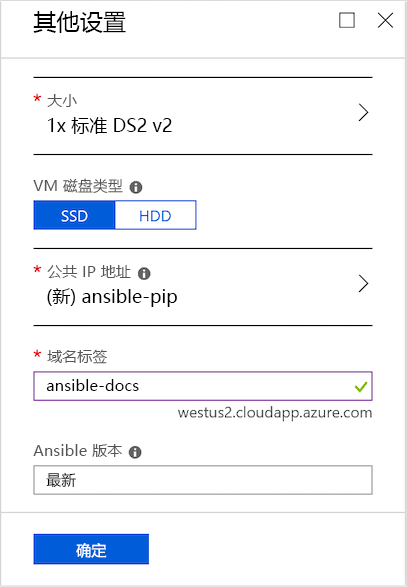 其他设置
* 大小
1x 标准 DS2 v2
VM 磁盘类型
SSD HDD
* 公共 IP 地址
(新) ansible-pip
* 域名标签
ansible-docs
westus2.cloudapp.azure.com
Ansible 版本
最新
确定